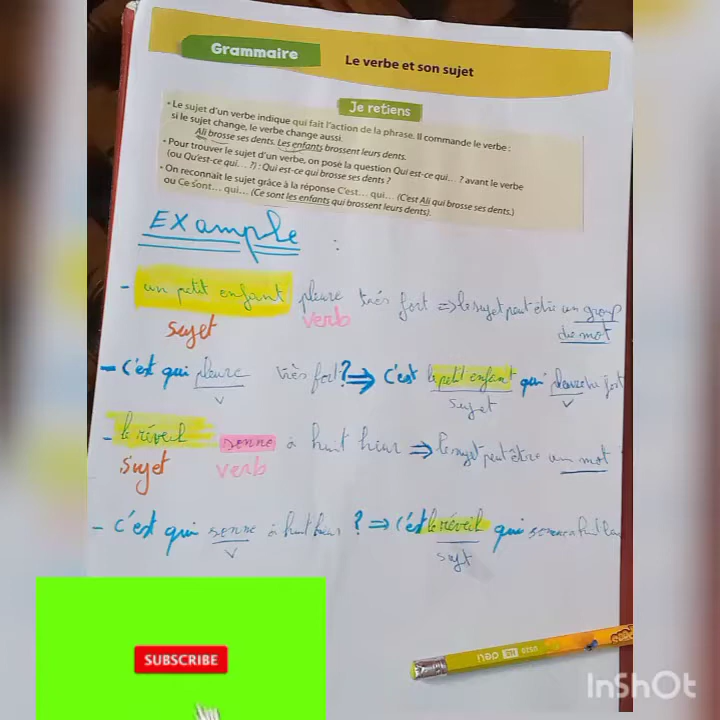 Grammaire
Le verbe et son sujet
Je retiens
• Le sujet d'un verbe indique qui fait l'action de la phrase. Il commande le verbe :
si le sujet change, le verbe change aussi.
Ali brosse ses dents. Les enfants brossent leurs dents.
• Pour trouver le sujet d'un verbe, on pose la question Qui est-ce qui... ? avant le verbe
(ou Qu'est-ce qui... ?) : Qui est-ce qui brosse ses dents ?
• On reconnait le sujet grâce à la réponse C'est... qui... (C'est Ali qui brosse ses dents.)
ou Ce sont... qui... (Ce sont les enfants qui brossent leurs dents).
EXample :
- un petit enfant pleure très fort => le sujet peut être un group
sujet verb du mot
- C'est qui pleure très fort ? => C'est le petit enfant qui pleure fort
v sujet v
- le réveil sonne à huit hear => le sujet peut être un mot
sujet verb
- C'est qui sonne à huit hear ? => C'est le réveil qui sonne
v sujet
SUBSCRIBE
neo
InShOt